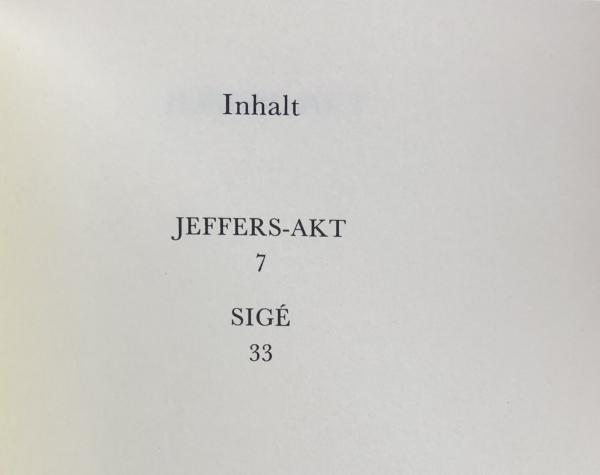 Inhalt
JEFFERS-AKT
7
SIGÉ
33